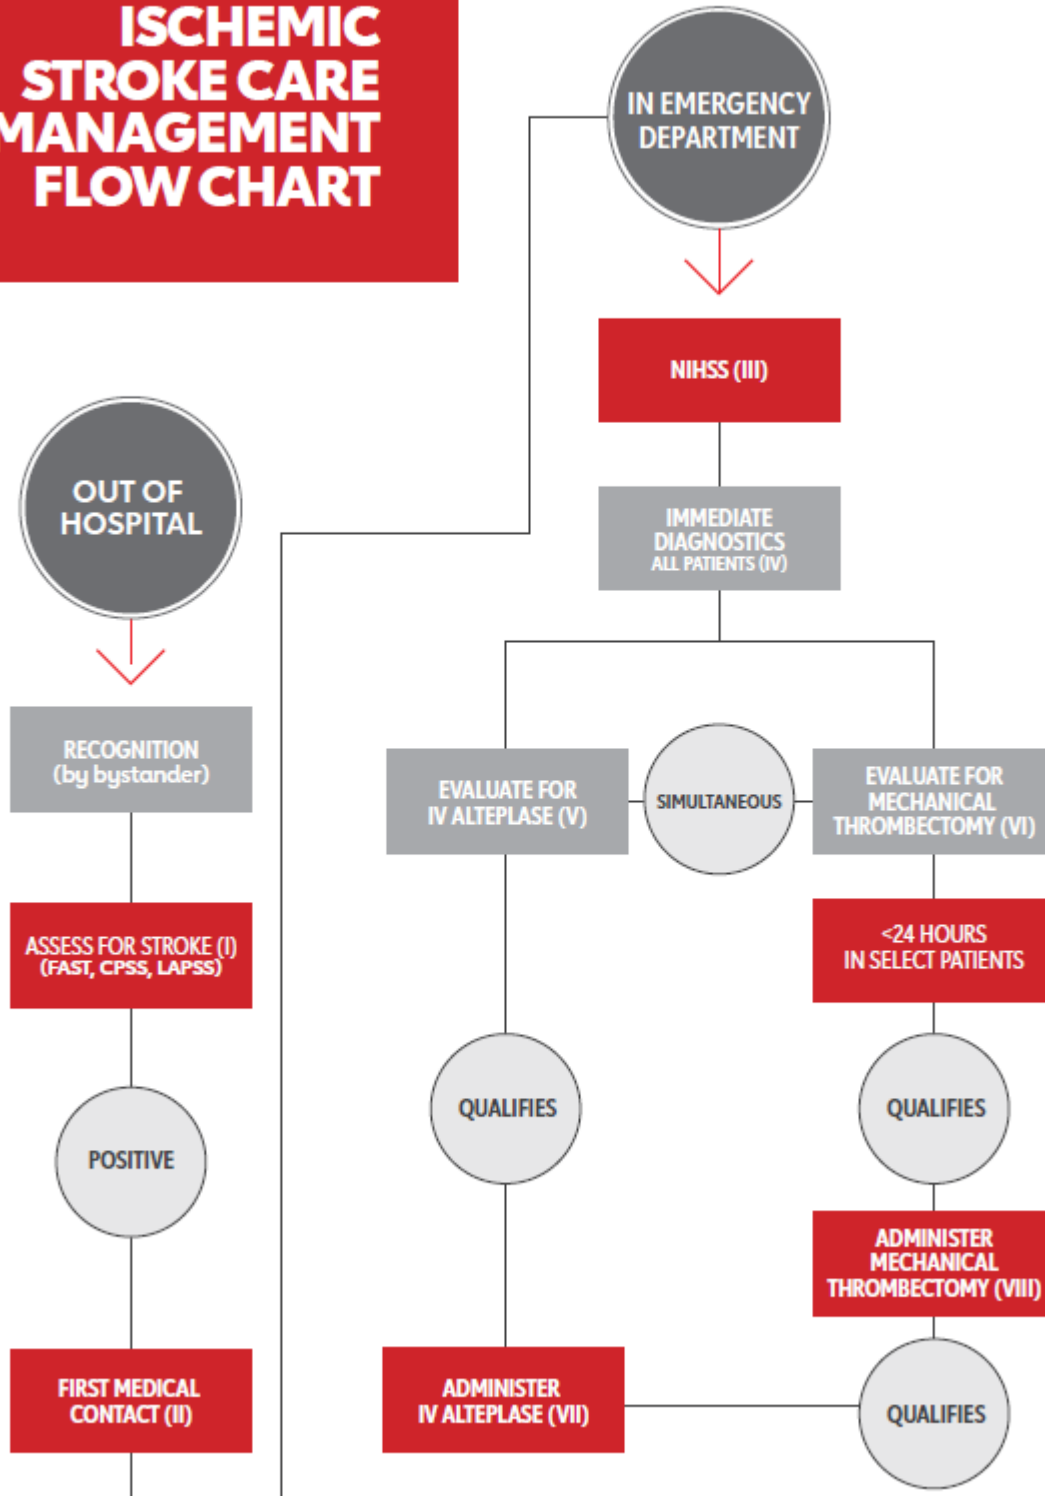 ISCHEMIC
STROKE CARE
MANAGEMENT
FLOW CHART
OUT OF
HOSPITAL
RECOGNITION
(by bystander)
ASSESS FOR STROKE (I)
(FAST, CPSS, LAPSS)
POSITIVE
FIRST MEDICAL
CONTACT (II)
IN EMERGENCY
DEPARTMENT
NIHSS (III)
IMMEDIATE
DIAGNOSTICS
ALL PATIENTS (IV)
EVALUATE FOR
IV ALTEPLASE (V)
SIMULTANEOUS
EVALUATE FOR
MECHANICAL
THROMBECTOMY (VI)
<24 HOURS
IN SELECT PATIENTS
QUALIFIES
QUALIFIES
ADMINISTER
MECHANICAL
THROMBECTOMY (VIII)
ADMINISTER
IV ALTEPLASE (VII)
QUALIFIES